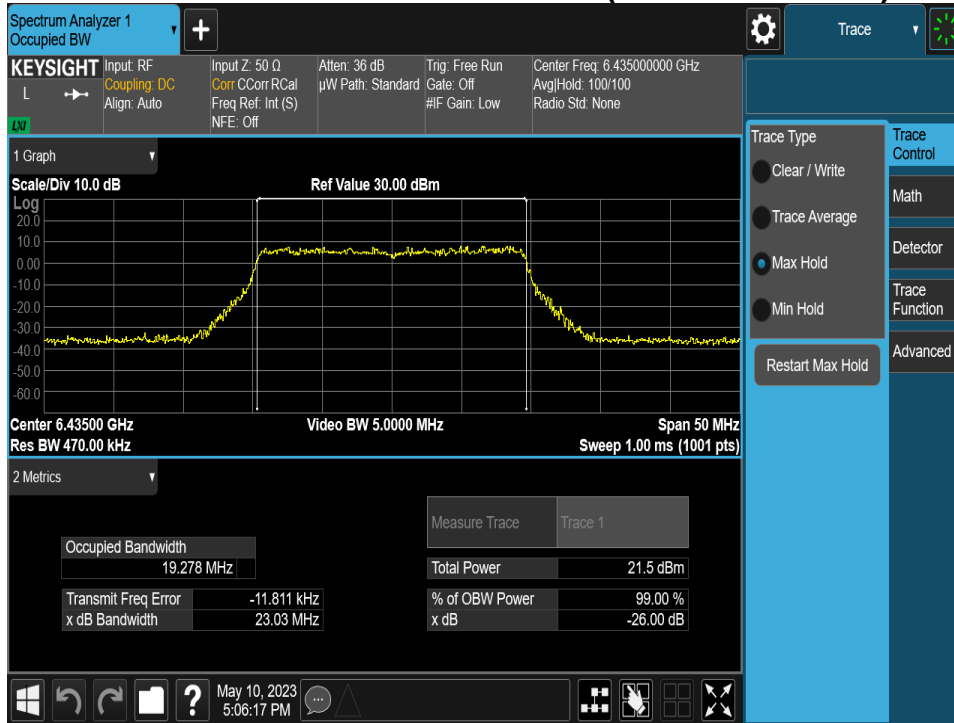 Spectrum Analyzer 1
Occupied BW
+
Trace
KEYSIGHT
L
LXI
Input: RF
Coupling: DC
Align: Auto
Input Z: 50 Ω
Corr CCorr RCal
Freq Ref: Int (S)
NFE: Off
Atten: 36 dB
µW Path: Standard
Trig: Free Run
Gate: Off
#IF Gain: Low
Center Freq: 6.435000000 GHz
Avg|Hold: 100/100
Radio Std: None
1 Graph
Scale/Div 10.0 dB
Ref Value 30.00 dBm
Log
20.0
10.0
0.00
-10.0
-20.0
-30.0
-40.0
-50.0
-60.0
Center 6.43500 GHz
Video BW 5.0000 MHz
Span 50 MHz
Res BW 470.00 kHz
Sweep 1.00 ms (1001 pts)
2 Metrics
Measure Trace
Trace 1
Occupied Bandwidth
19.278 MHz
Total Power
21.5 dBm
Transmit Freq Error
-11.811 kHz
% of OBW Power
99.00 %
x dB Bandwidth
23.03 MHz
x dB
-26.00 dB
Trace Type
Clear / Write
Trace Average
Max Hold
Min Hold
Restart Max Hold
Trace
Control
Math
Detector
Trace
Function
Advanced
?
May 10, 2023
5:06:17 PM